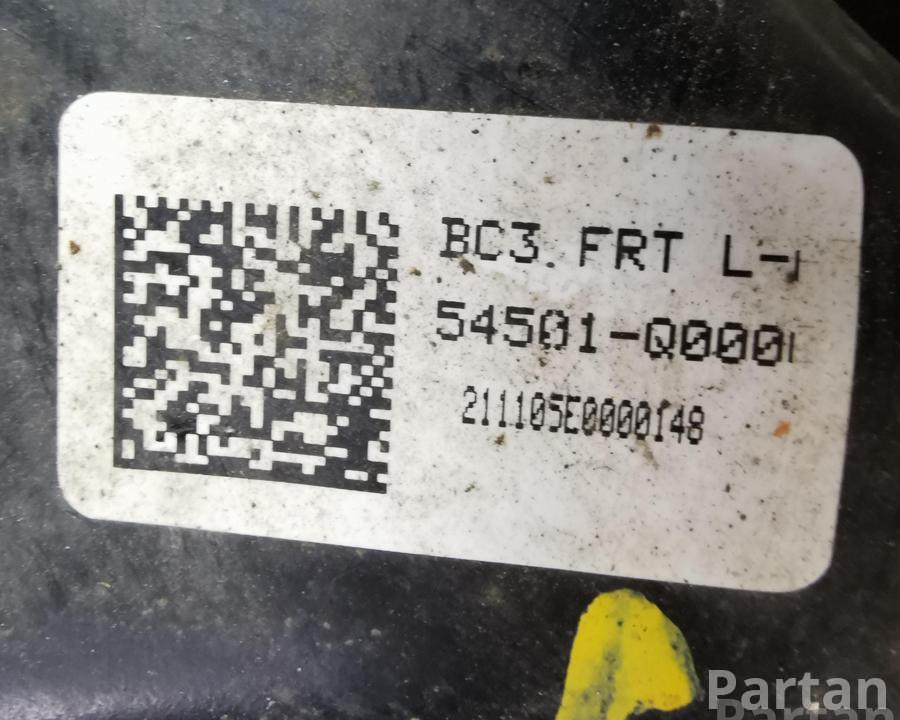 BC3 FRT L-
54501-Q000
211105E0000148
Partan